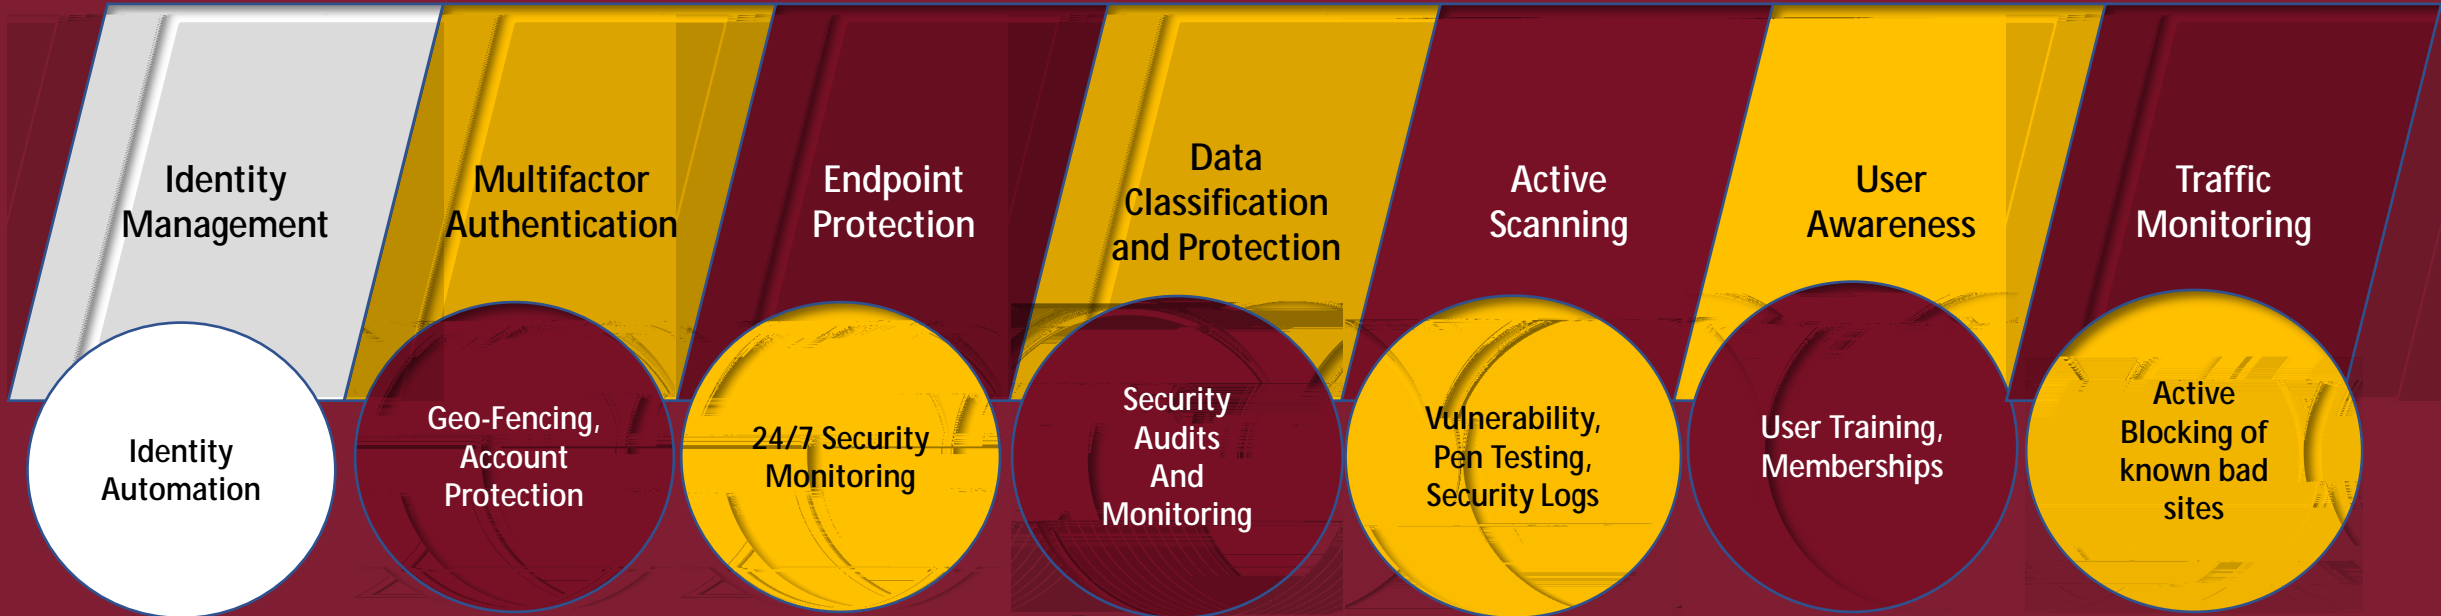 Identity
Management
Multifactor
Authentication
Endpoint
Protection
Data
Classification
and Protection
Active
Scanning
User
Awareness
Traffic
Monitoring
Identity
Automation
Geo-Fencing,
Account
Protection
24/7 Security
Monitoring
Security
Audits
And
Monitoring
Vulnerability,
Pen Testing,
Security Logs
User Training,
Memberships
Active
Blocking of
known bad
sites